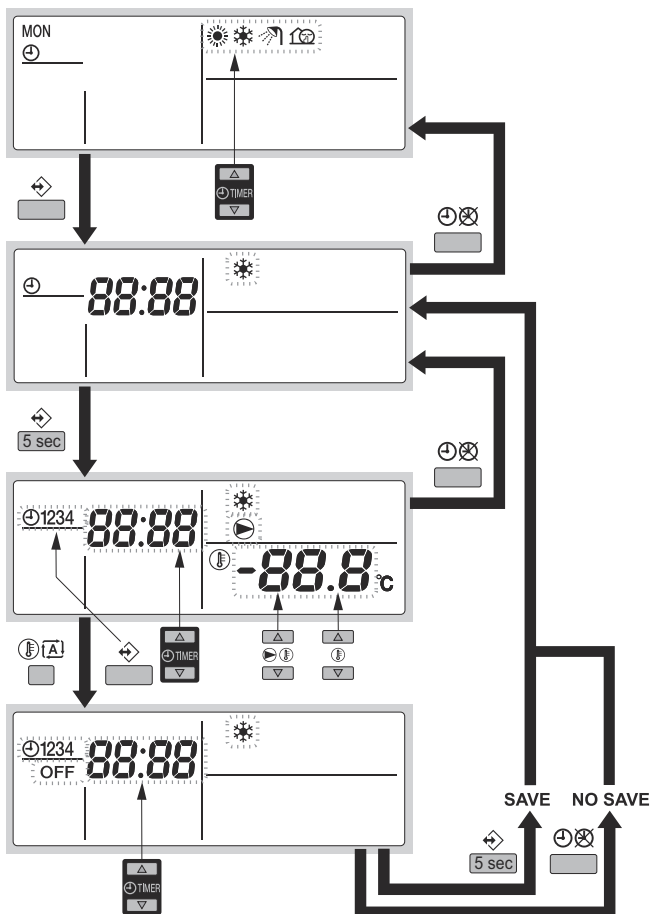 MON
TIMER
88:88
5 sec
1234
88:88
-88.8 °C
TIMER
1234
OFF
88:88
SAVE
NO SAVE
5 sec
TIMER